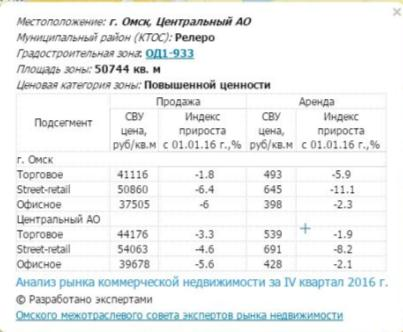 Местоположение: г. Омск, Центральный АО
Муниципальный район (КТОС): Релеро
Градостроительная зона: ОД1-933
Площадь зоны: 50744 кв. м
Ценовая категория зоны: Повышенной ценности
Подсегмент Продажа Аренда
СВУ цена, руб/кв.м Индекс прироста с 01.01.16 г.,% СВУ цена, руб/кв.м Индекс прироста с 01.01.16 г.,%
г. Омск
Торговое 41116 -1.8 493 -5.9
Street-retail 50860 -6.4 645 -11.1
Офисное 37505 -6 398 -2.3
Центральный АО
Торговое 44176 -3.3 539 -1.9
Street-retail 54063 -4.6 691 -8.2
Офисное 39678 -5.6 428 -2.1
Анализ рынка коммерческой недвижимости за IV квартал 2016 г.
© Разработано экспертами
Омского межотраслевого совета экспертов рынка недвижимости